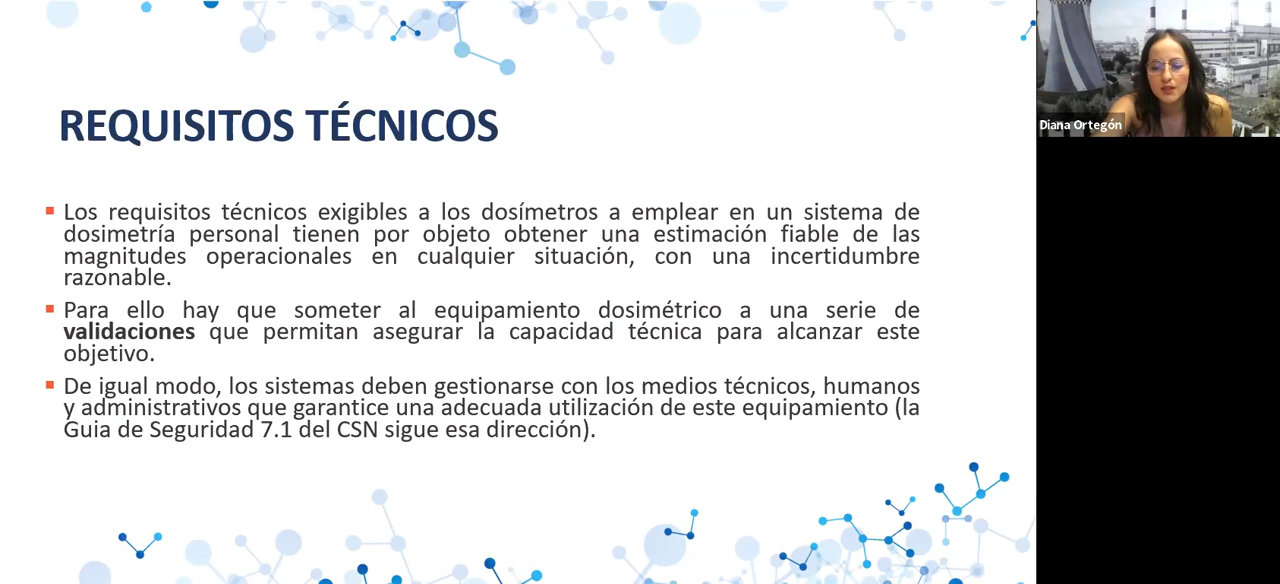 REQUISITOS TÉCNICOS
Los requisitos técnicos exigibles a los dosímetros a emplear en un sistema de
dosimetría personal tienen por objeto obtener una estimación fiable de las
magnitudes operacionales en cualquier situación, con una incertidumbre
razonable.
Para ello hay que someter al equipamiento dosimétrico a una serie de
validaciones que permitan asegurar la capacidad técnica para alcanzar este
objetivo.
De igual modo, los sistemas deben gestionarse con los medios técnicos, humanos
y administrativos que garantice una adecuada utilización de este equipamiento (la
Guia de Seguridad 7.1 del CSN sigue esa dirección).
Diana Ortegón